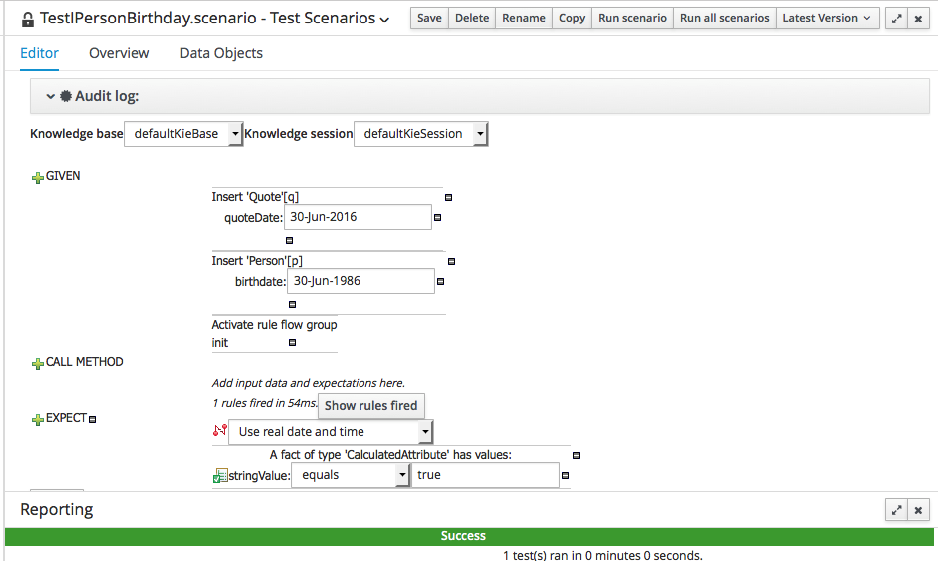 TestIPersonBirthday.scenario - Test Scenarios
Save Delete Rename Copy Run scenario Run all scenarios Latest Version
Editor Overview Data Objects
Audit log:
Knowledge base defaultKieBase Knowledge session defaultKieSession
GIVEN
Insert 'Quote'[q]
quoteDate: 30-Jun-2016
Insert 'Person'[p]
birthdate: 30-Jun-1986
Activate rule flow group
init
CALL METHOD
Add input data and expectations here.
1 rules fired in 54ms. Show rules fired
EXPECT
Use real date and time
A fact of type 'CalculatedAttribute' has values:
stringValue: equals true
Reporting
Success
1 test(s) ran in 0 minutes 0 seconds.